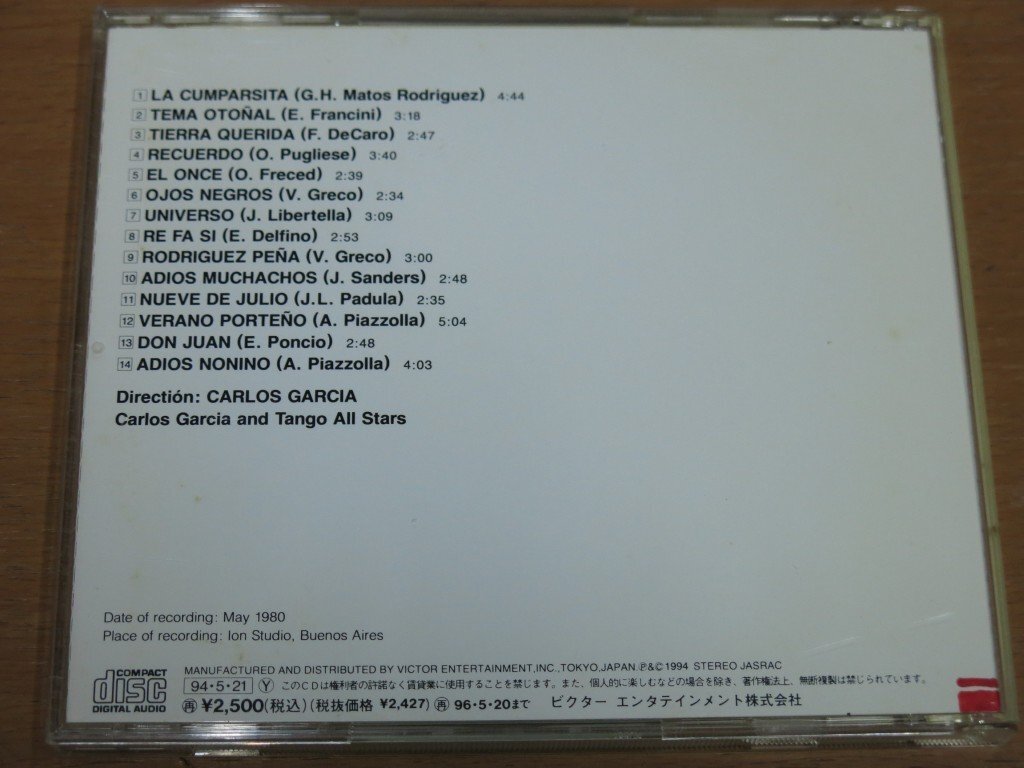 1 LA CUMPARSITA (G.H. Matos Rodriguez) 4:44
2 TEMA OTOÑAL (E. Francini) 3:18
3 TIERRA QUERIDA (F. DeCaro) 2:47
4 RECUERDO (O. Pugliese) 3:40
5 EL ONCE (O. Freced) 2:39
6 OJOS NEGROS (V. Greco) 2:34
7 UNIVERSO (J. Libertella) 3:09
8 RE FA SI (E. Delfino) 2:53
9 RODRIGUEZ PEÑA (V. Greco) 3:00
10 ADIOS MUCHACHOS (J. Sanders) 2:48
11 NUEVE DE JULIO (J.L. Padula) 2:35
12 VERANO PORTEÑO (A. Piazzolla) 5:04
13 DON JUAN (E. Poncio) 2:48
14 ADIOS NONINO (A. Piazzolla) 4:03
Directión: CARLOS GARCIA
Carlos Garcia and Tango All Stars
Date of recording: May 1980
Place of recording: Ion Studio, Buenos Aires
COMPACT disc DIGITAL AUDIO
MANUFACTURED AND DISTRIBUTED BY VICTOR ENTERTAINMENT, INC., TOKYO, JAPAN. ℗&© 1994 STEREO JASRAC
94·5·21 Ⓨ このCDは権利者の許諾なく賃貸業に使用することを禁じます。また、個人的に楽しむなどの場合を除き、著作権法上、無断複製は禁じられています。
㊢ ¥2,500(税込)(税抜価格 ¥2,427) ㊢ 96·5·20まで ビクター エンタテインメント株式会社